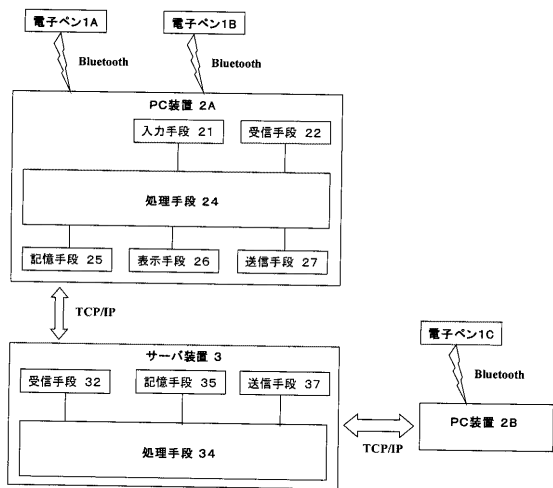 電子ペン1A
電子ペン1B
Bluetooth
Bluetooth
PC装置 2A
入力手段 21
受信手段 22
処理手段 24
記憶手段 25
表示手段 26
送信手段 27
TCP/IP
電子ペン1C
Bluetooth
サーバ装置 3
受信手段 32
記憶手段 35
送信手段 37
処理手段 34
TCP/IP
PC装置 2B